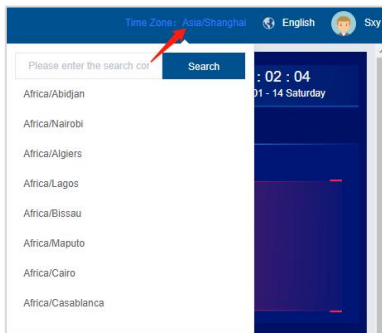 Time Zone: Asia/Shanghai English Sxy
Please enter the search cor Search
: 02 : 04
01 - 14 Saturday
Africa/Abidjan
Africa/Nairobi
Africa/Algiers
Africa/Lagos
Africa/Bissau
Africa/Maputo
Africa/Cairo
Africa/Casablanca